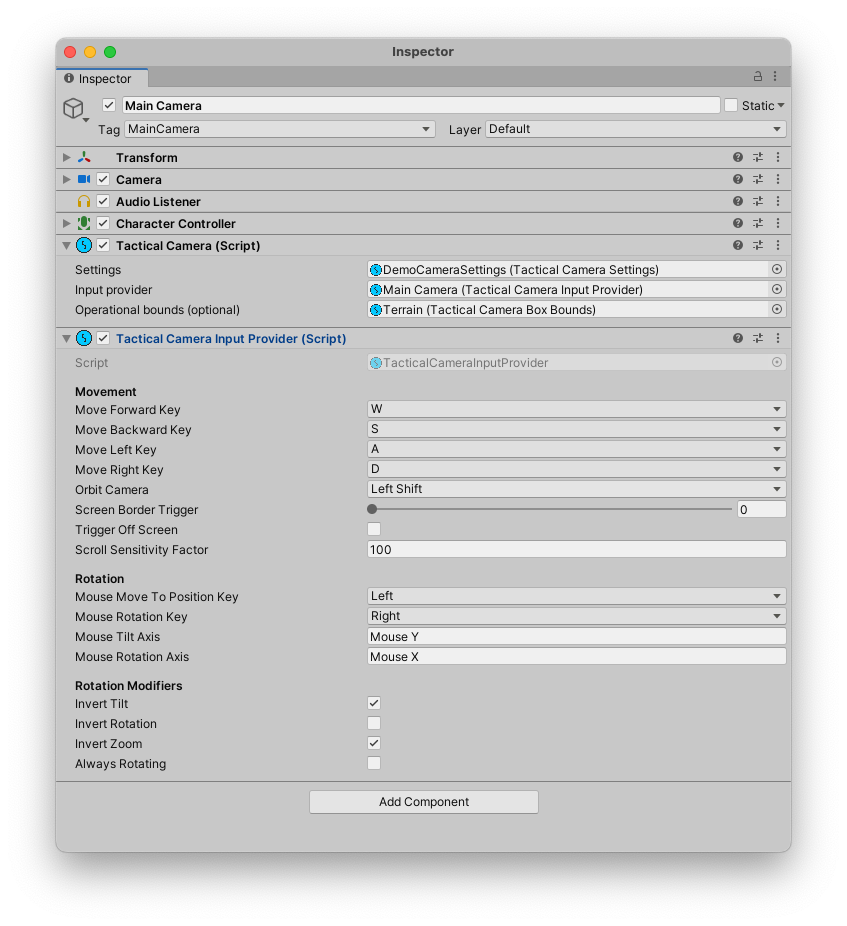 Inspector
Inspector
Main Camera Static
Tag MainCamera Layer Default
Transform
Camera
Audio Listener
Character Controller
Tactical Camera (Script)
Settings DemoCameraSettings (Tactical Camera Settings)
Input provider Main Camera (Tactical Camera Input Provider)
Operational bounds (optional) Terrain (Tactical Camera Box Bounds)
Tactical Camera Input Provider (Script)
Script TacticalCameraInputProvider
Movement
Move Forward Key W
Move Backward Key S
Move Left Key A
Move Right Key D
Orbit Camera Left Shift
Screen Border Trigger 0
Trigger Off Screen
Scroll Sensitivity Factor 100
Rotation
Mouse Move To Position Key Left
Mouse Rotation Key Right
Mouse Tilt Axis Mouse Y
Mouse Rotation Axis Mouse X
Rotation Modifiers
Invert Tilt
Invert Rotation
Invert Zoom
Always Rotating
Add Component